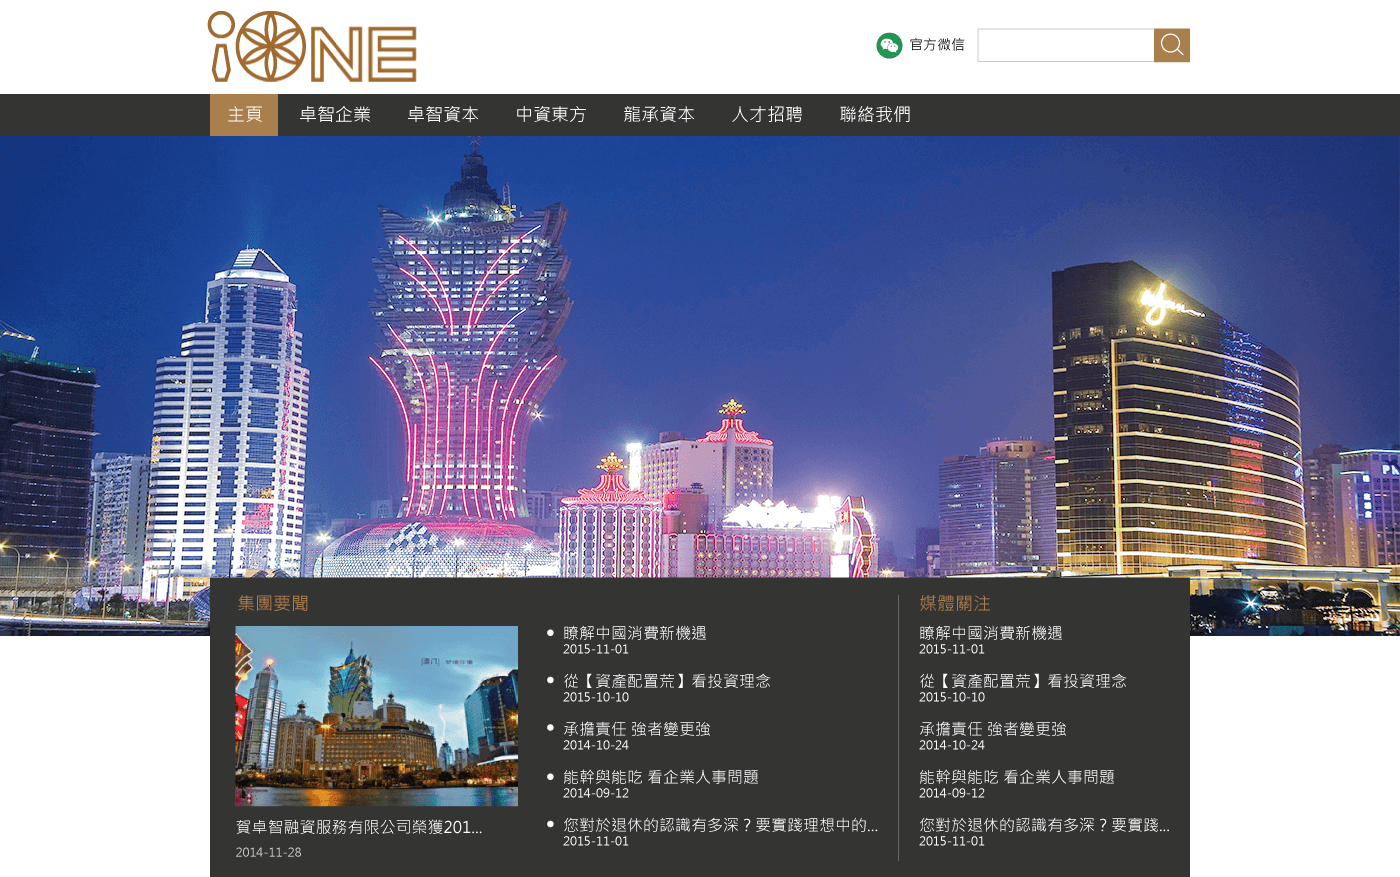 iONE
官方微信
主頁
卓智企業
卓智資本
中資東方
龍承資本
人才招聘
聯絡我們
集團要聞
賀卓智融資服務有限公司榮獲201...
2014-11-28
瞭解中國消費新機遇
2015-11-01
從【資產配置荒】看投資理念
2015-10-10
承擔責任 強者變更強
2014-10-24
能幹與能吃 看企業人事問題
2014-09-12
您對於退休的認識有多深？要實踐理想中的...
2015-11-01
媒體關注
瞭解中國消費新機遇
2015-11-01
從【資產配置荒】看投資理念
2015-10-10
承擔責任 強者變更強
2014-10-24
能幹與能吃 看企業人事問題
2014-09-12
您對於退休的認識有多深？要實踐...
2015-11-01